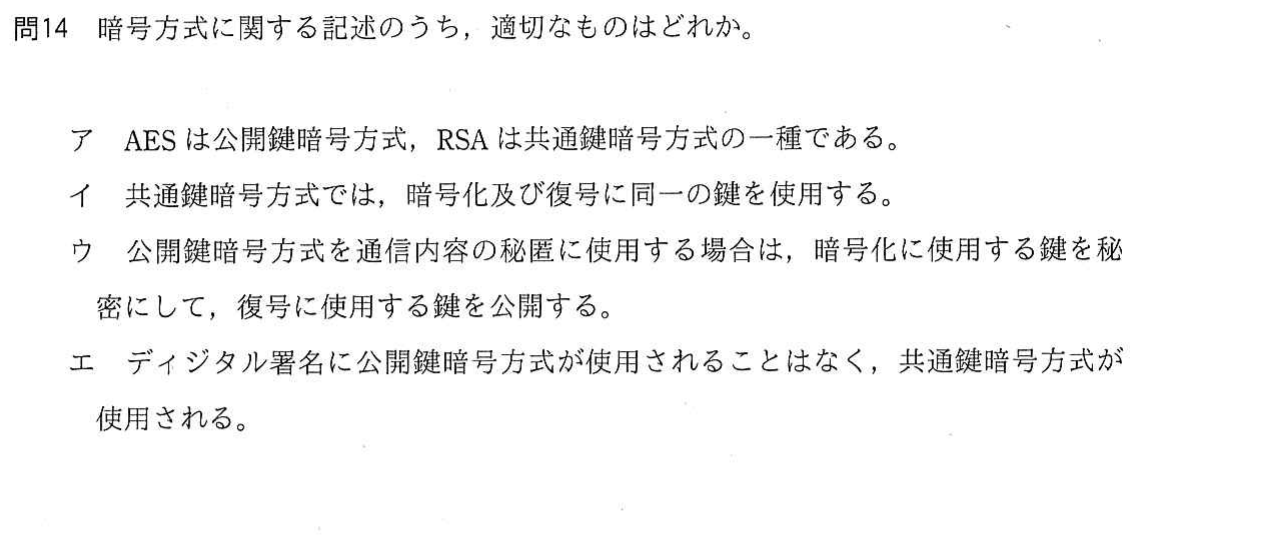 問14 暗号方式に関する記述のうち，適切なものはどれか。
ア AES は公開鍵暗号方式，RSA は共通鍵暗号方式の一種である。
イ 共通鍵暗号方式では，暗号化及び復号に同一の鍵を使用する。
ウ 公開鍵暗号方式を通信内容の秘匿に使用する場合は，暗号化に使用する鍵を秘
密にして，復号に使用する鍵を公開する。
エ ディジタル署名に公開鍵暗号方式が使用されることはなく，共通鍵暗号方式が
使用される。